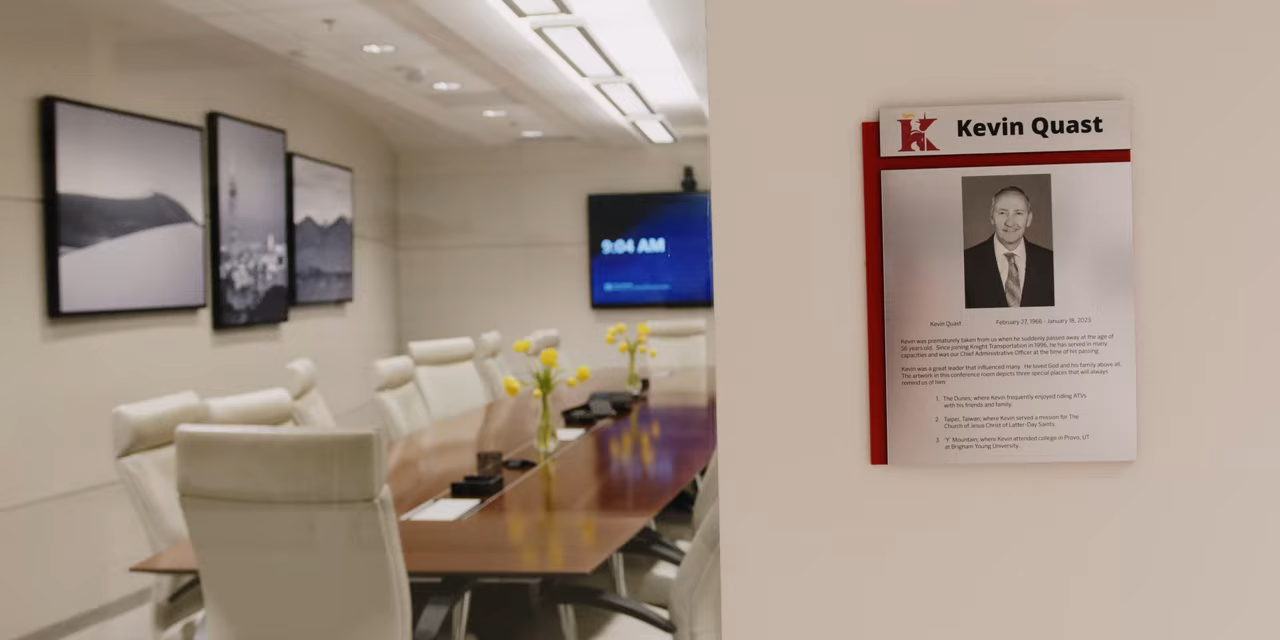 9:04 AM
K
Kevin Quast
Kevin Quast February 27, 1966 - January 18, 2023
Kevin was prematurely taken from us when he suddenly passed away at the age of
56 years old. Since joining Knight Transportation in 1996, he has served in many
capacities and was our Chief Administrative Officer at the time of his passing.
Kevin was a great leader that influenced many. He loved God and his family above all.
The artwork in this conference room depicts three special places that will always
remind us of him:
1. The Dunes, where Kevin frequently enjoyed riding ATVs
with his friends and family.
2. Taipei, Taiwan, where Kevin served a mission for The
Church of Jesus Christ of Latter-Day Saints.
3. 'Y' Mountain, where Kevin attended college in Provo, UT
at Brigham Young University.